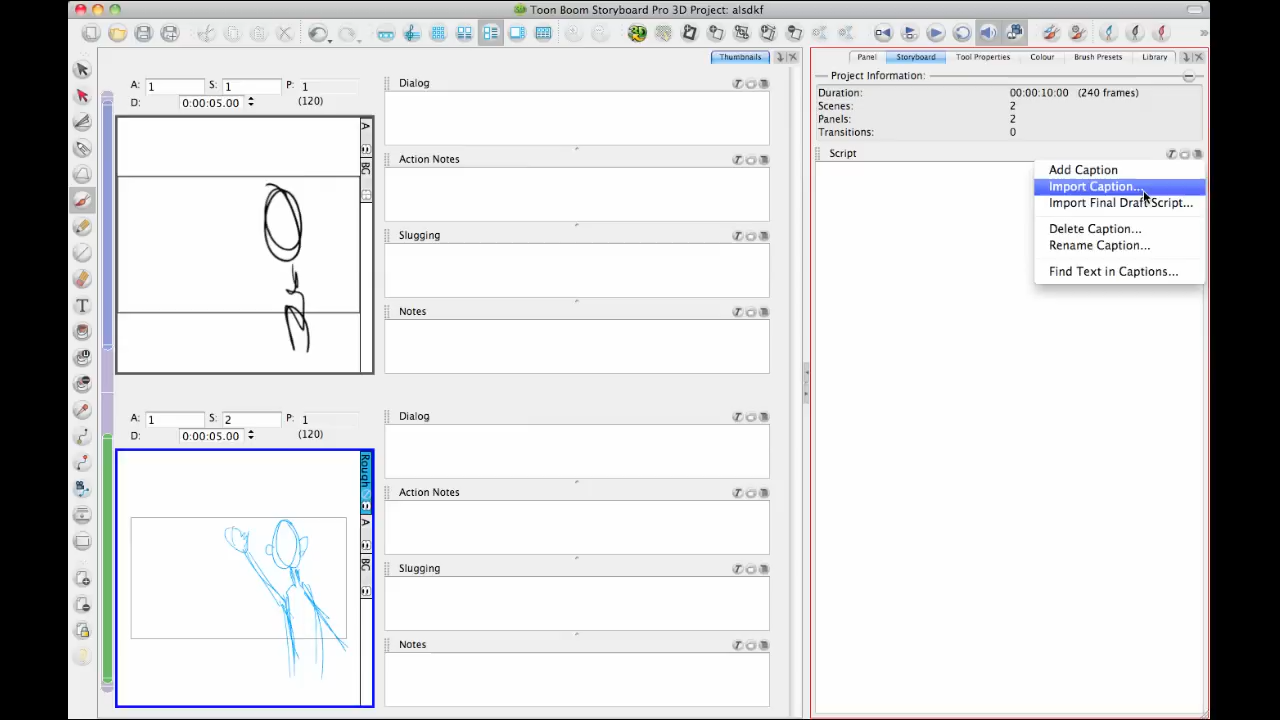 Toon Boom Storyboard Pro 3D Project: alsdkf
Thumbnails
A: 1 S: 1 P: 1
D: 0:00:05.00 (120)
A
BG
Dialog
Action Notes
Slugging
Notes
A: 1 S: 2 P: 1
D: 0:00:05.00 (120)
Rough
A
BG
Dialog
Action Notes
Slugging
Notes
T
Panel Storyboard Tool Properties Colour Brush Presets Library
Project Information:
Duration: 00:00:10:00 (240 frames)
Scenes: 2
Panels: 2
Transitions: 0
Script
Add Caption
Import Caption...
Import Final Draft Script...
Delete Caption...
Rename Caption...
Find Text in Captions...